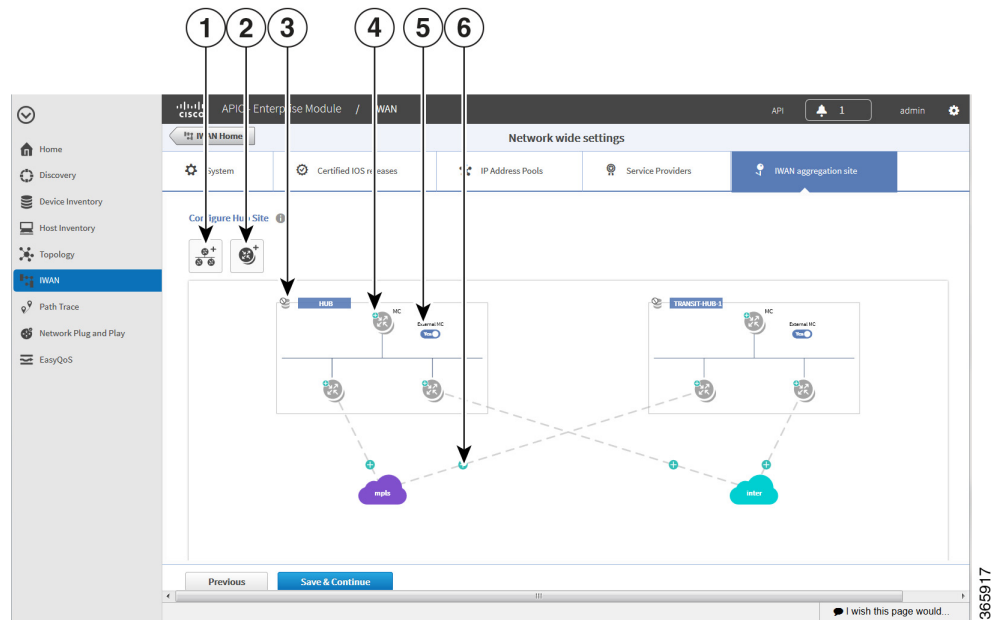 1 2 3 4 5 6
cisco APIC - Enterprise Module / IWAN API 1 admin
IWAN Home Network wide settings
Home
Discovery
Device Inventory
Host Inventory
Topology
IWAN
Path Trace
Network Plug and Play
EasyQoS
System Certified IOS releases IP Address Pools Service Providers IWAN aggregation site
Configure Hub Site
HUB
MC
External MC
Yes
TRANSIT-HUB-1
MC
External MC
Yes
mpls
inter
Previous Save & Continue
I wish this page would...
365917